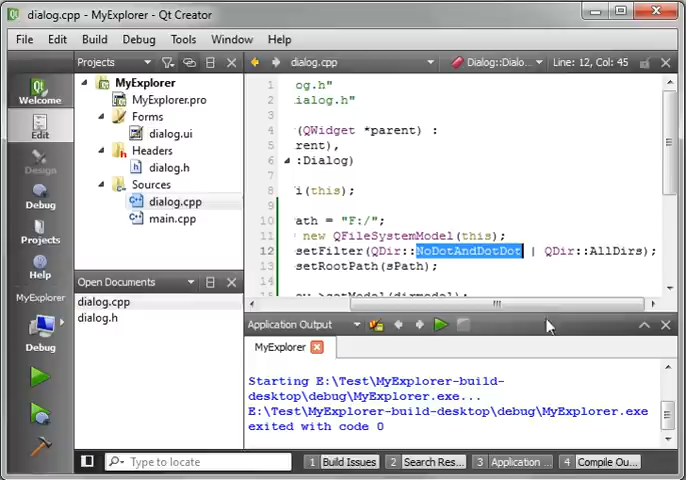 dialog.cpp - MyExplorer - Qt Creator
File Edit Build Debug Tools Window Help
Projects
dialog.cpp
Dialog::Dialo...
Line: 12, Col: 45
Welcome
Edit
Design
Debug
Projects
Help
MyExplorer
Debug
MyExplorer
MyExplorer.pro
Forms
dialog.ui
Headers
dialog.h
Sources
dialog.cpp
main.cpp
Open Documents
dialog.cpp
dialog.h
1 og.h"
2 ialog.h"
3
4 (QWidget *parent) :
5 rent),
6 :Dialog)
7
8 i(this);
9
10 ath = "F:/";
11 new QFileSystemModel(this);
12 setFilter(QDir::NoDotAndDotDot | QDir::AllDirs);
13 setRootPath(sPath);
14
Application Output
MyExplorer
Starting E:\Test\MyExplorer-build-
desktop\debug\MyExplorer.exe...
E:\Test\MyExplorer-build-desktop\debug\MyExplorer.exe
exited with code 0
Type to locate
1 Build Issues
2 Search Res...
3 Application ...
4 Compile Ou...